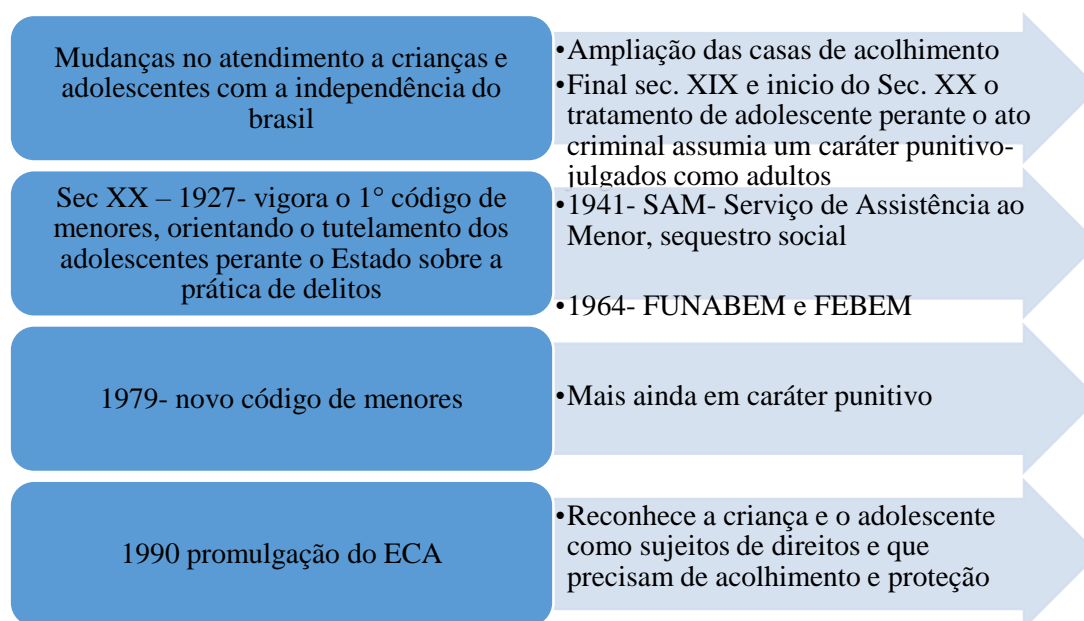 Mudanças no atendimento a crianças e
adolescentes com a independência do
brasil
•Ampliação das casas de acolhimento
•Final sec. XIX e inicio do Sec. XX o
tratamento de adolescente perante o ato
criminal assumia um caráter punitivo-
julgados como adultos
Sec XX – 1927- vigora o 1° código de
menores, orientando o tutelamento dos
adolescentes perante o Estado sobre a
prática de delitos
•1941- SAM- Serviço de Assistência ao
Menor, sequestro social
•1964- FUNABEM e FEBEM
1979- novo código de menores
•Mais ainda em caráter punitivo
1990 promulgação do ECA
•Reconhece a criança e o adolescente
como sujeitos de direitos e que
precisam de acolhimento e proteção